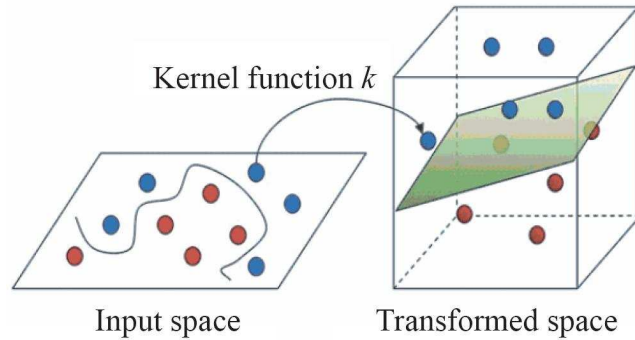 Kernel function k
Input space
Transformed space